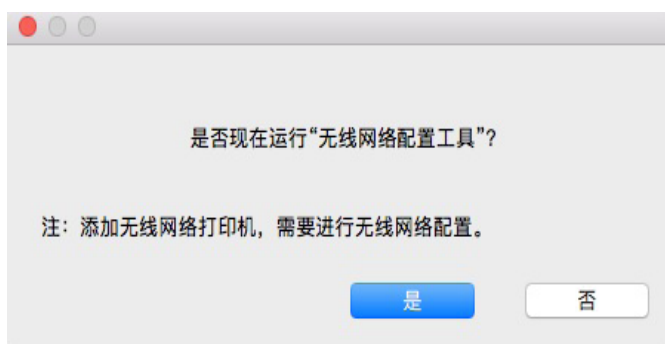 是否现在运行“无线网络配置工具”?
注：添加无线网络打印机，需要进行无线网络配置。
是
否